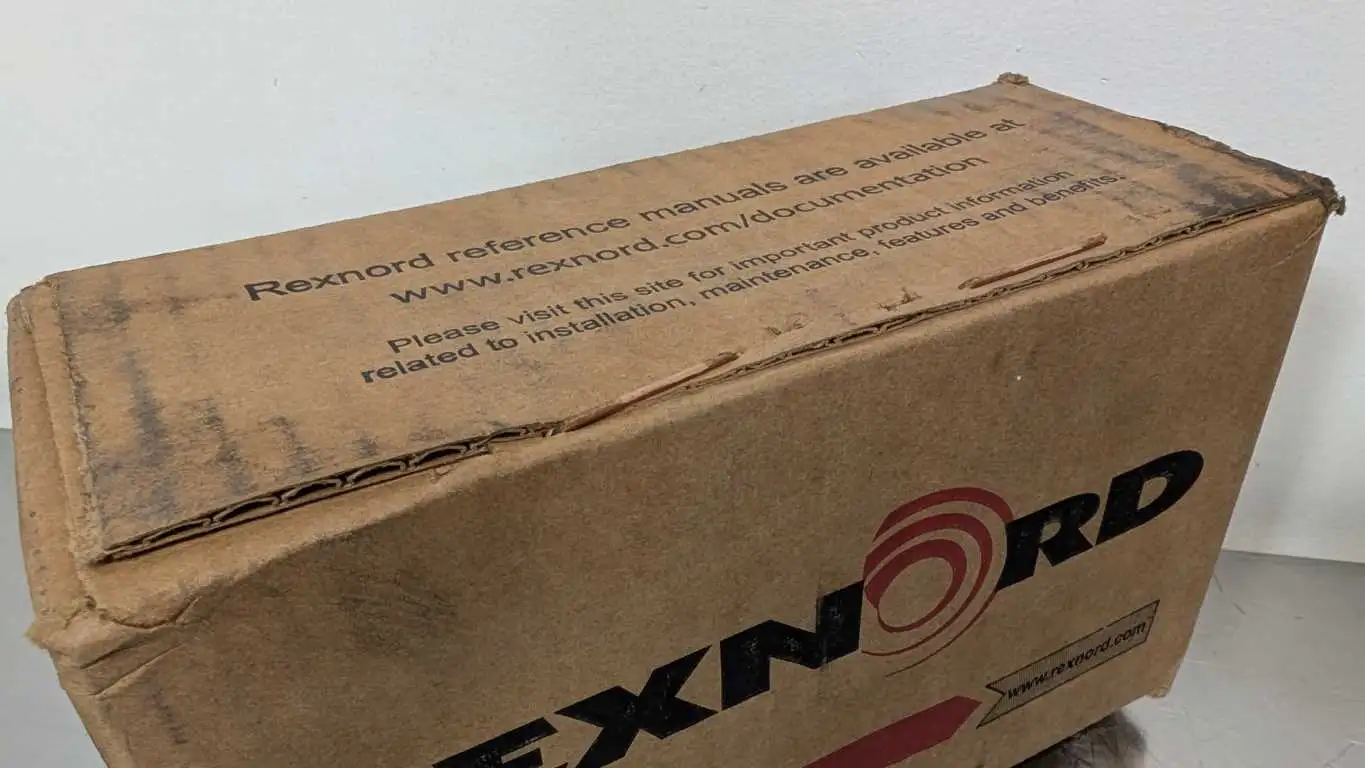 Rexnord reference manuals are available at
www.rexnord.com/documentation
Please visit this site for important product information
related to installation, maintenance, features and benefits.
EXNORD
www.rexnord.com